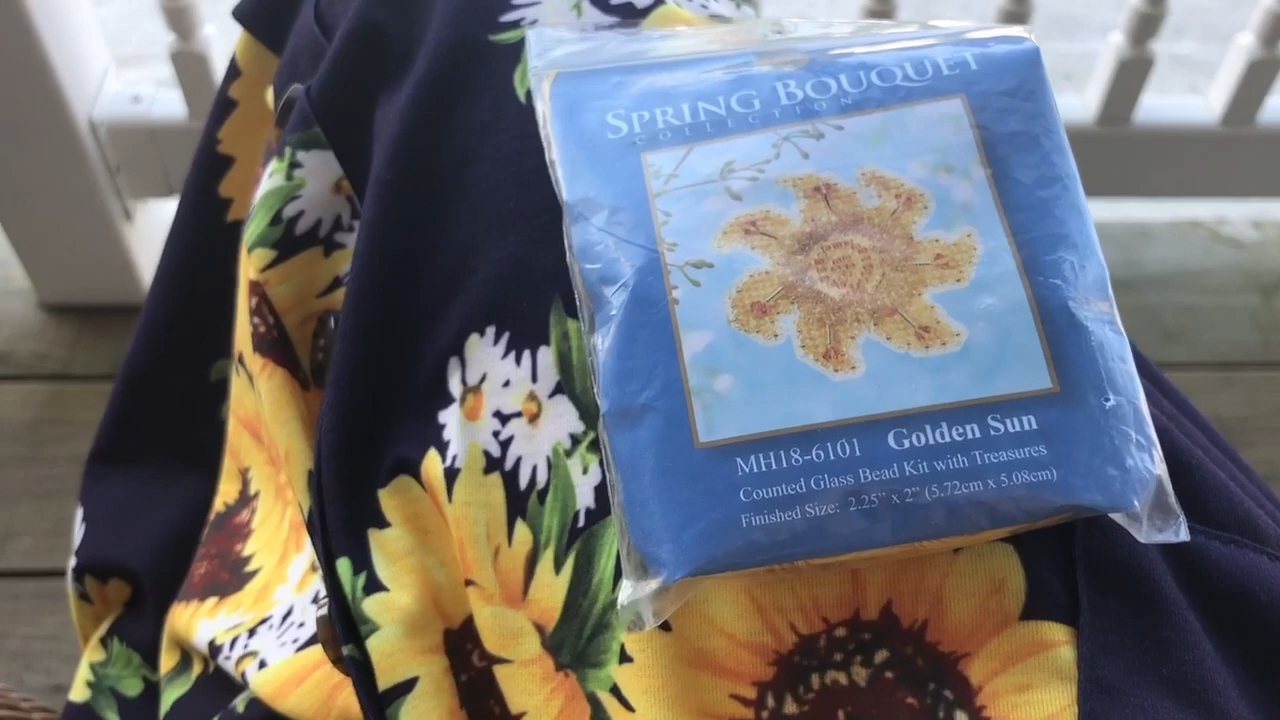 SPRING BOUQUET
COLLECTION
MH18-6101 Golden Sun
Counted Glass Bead Kit with Treasures
Finished Size: 2.25" x 2" (5.72cm x 5.08cm)